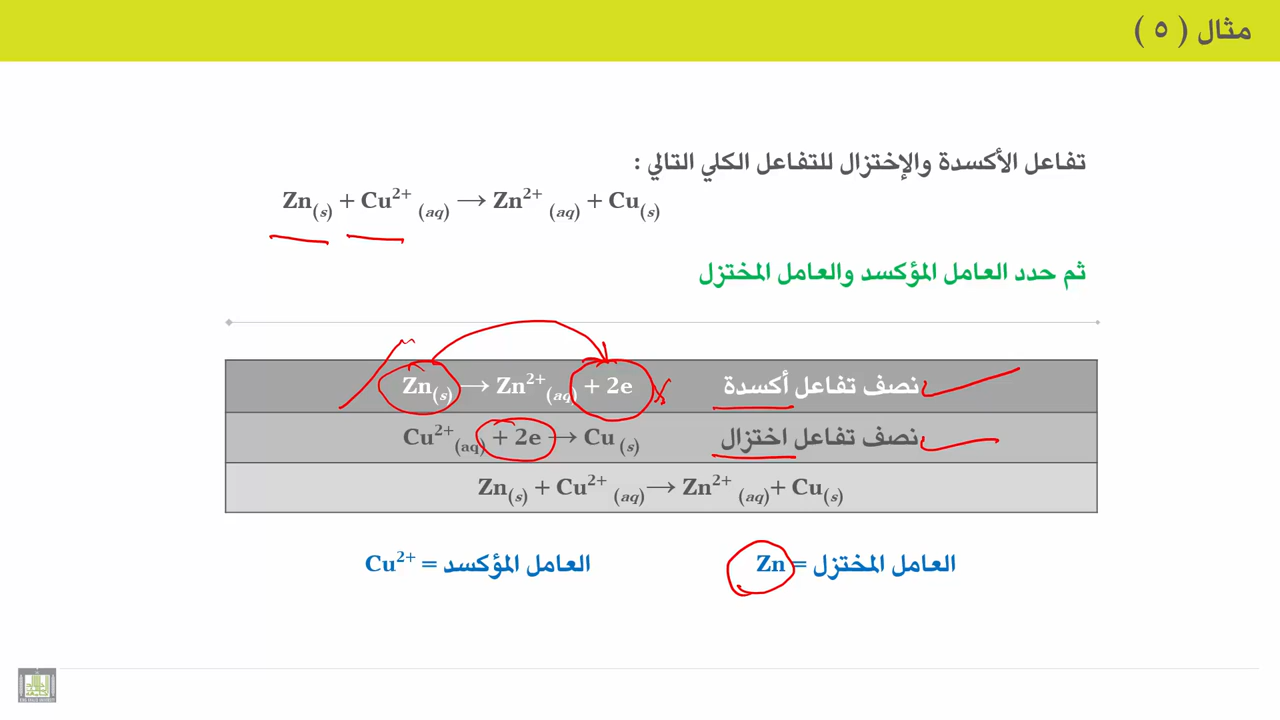 مثال ( ٥ )
تفاعل الأكسدة والإختزال للتفاعل الكلي التالي :
Zn(s) + Cu²⁺ (aq) → Zn²⁺ (aq) + Cu(s)
ثم حدد العامل المؤكسد والعامل المختزل
نصف تفاعل أكسدة Zn(s) → Zn²⁺(aq) + 2e
نصف تفاعل اختزال Cu²⁺(aq) + 2e → Cu (s)
Zn(s) + Cu²⁺ (aq) → Zn²⁺ (aq) + Cu(s)
العامل المختزل = Zn
العامل المؤكسد = Cu²⁺